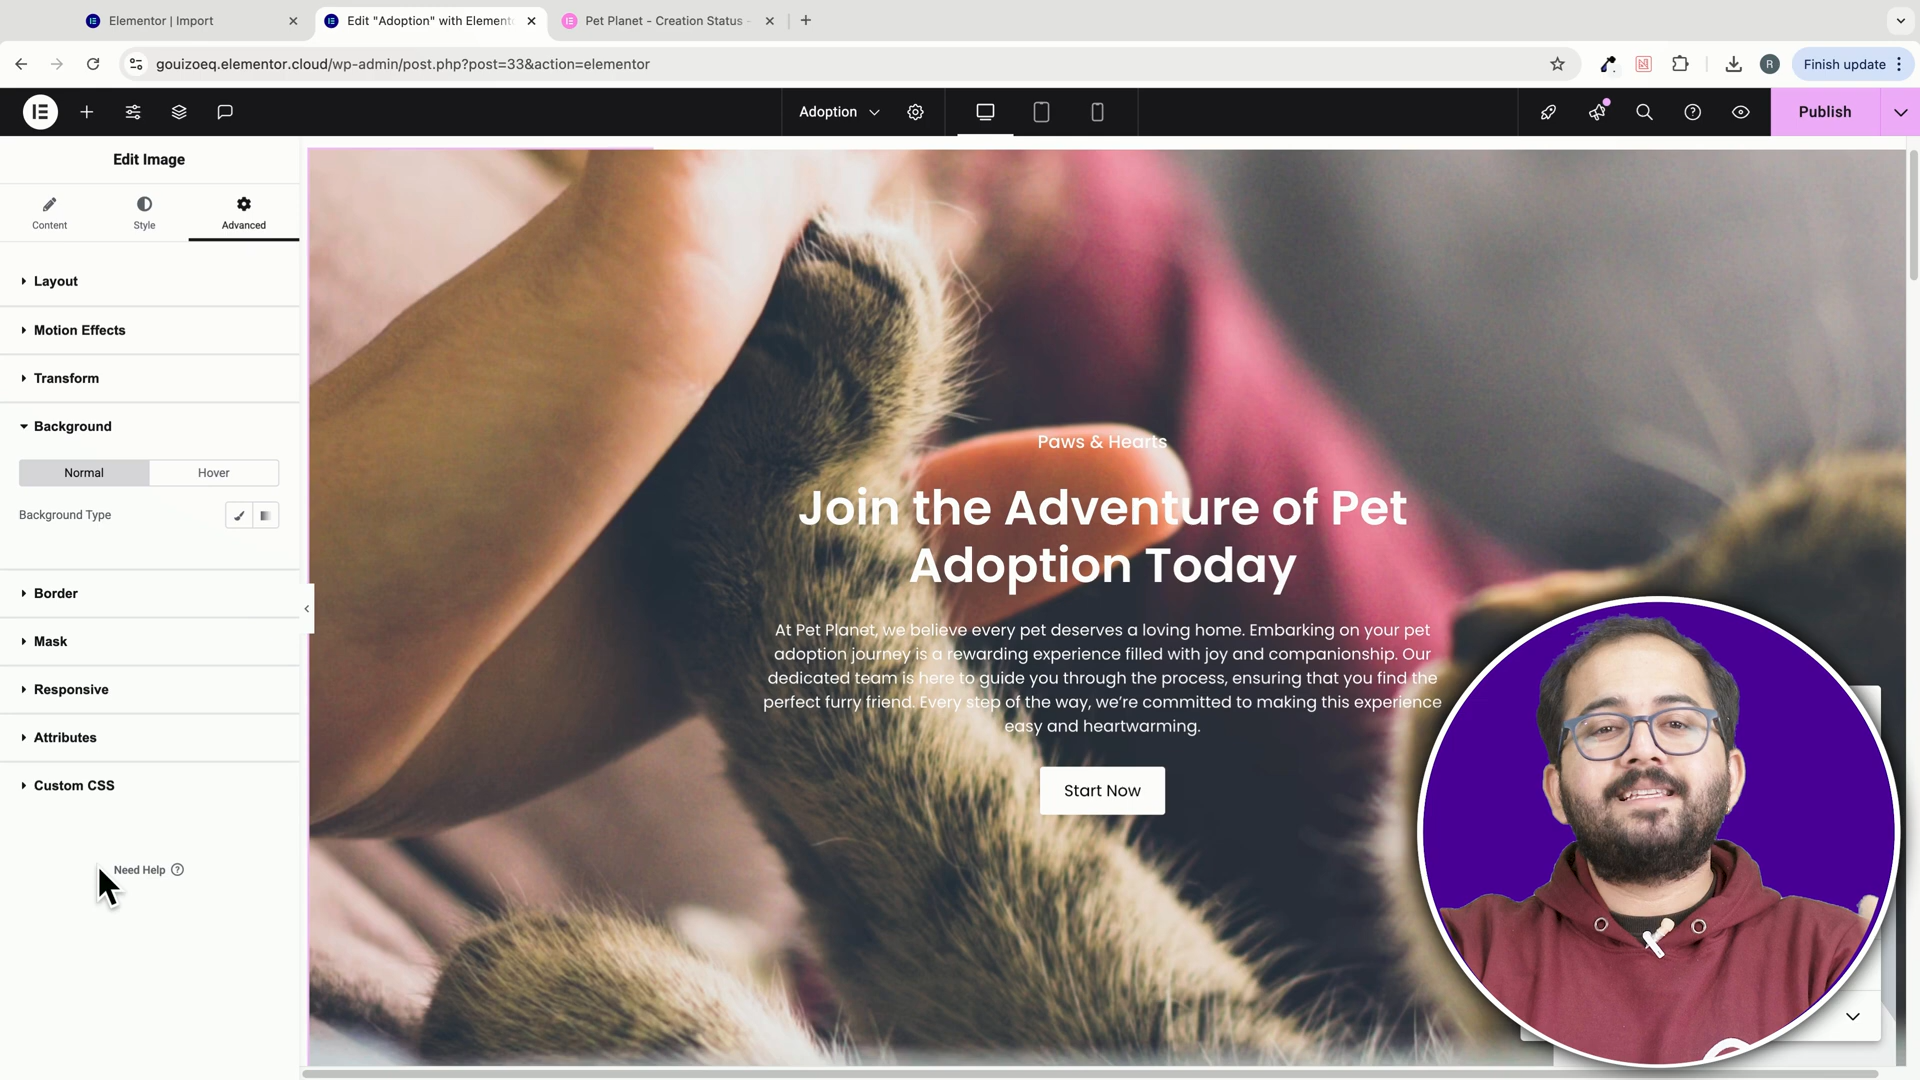 Elementor | Import
Edit "Adoption" with Elemento
Pet Planet - Creation Status -
gouizoeq.elementor.cloud/wp-admin/post.php?post=33&action=elementor
R
Finish update
Adoption
Publish
Edit Image
Content
Style
Advanced
Layout
Motion Effects
Transform
Background
Normal
Hover
Background Type
Border
Mask
Responsive
Attributes
Custom CSS
Need Help
Paws & Hearts
Join the Adventure of Pet
Adoption Today
At Pet Planet, we believe every pet deserves a loving home. Embarking on your pet
adoption journey is a rewarding experience filled with joy and companionship. Our
dedicated team is here to guide you through the process, ensuring that you find the
perfect furry friend. Every step of the way, we’re committed to making this experience
easy and heartwarming.
Start Now